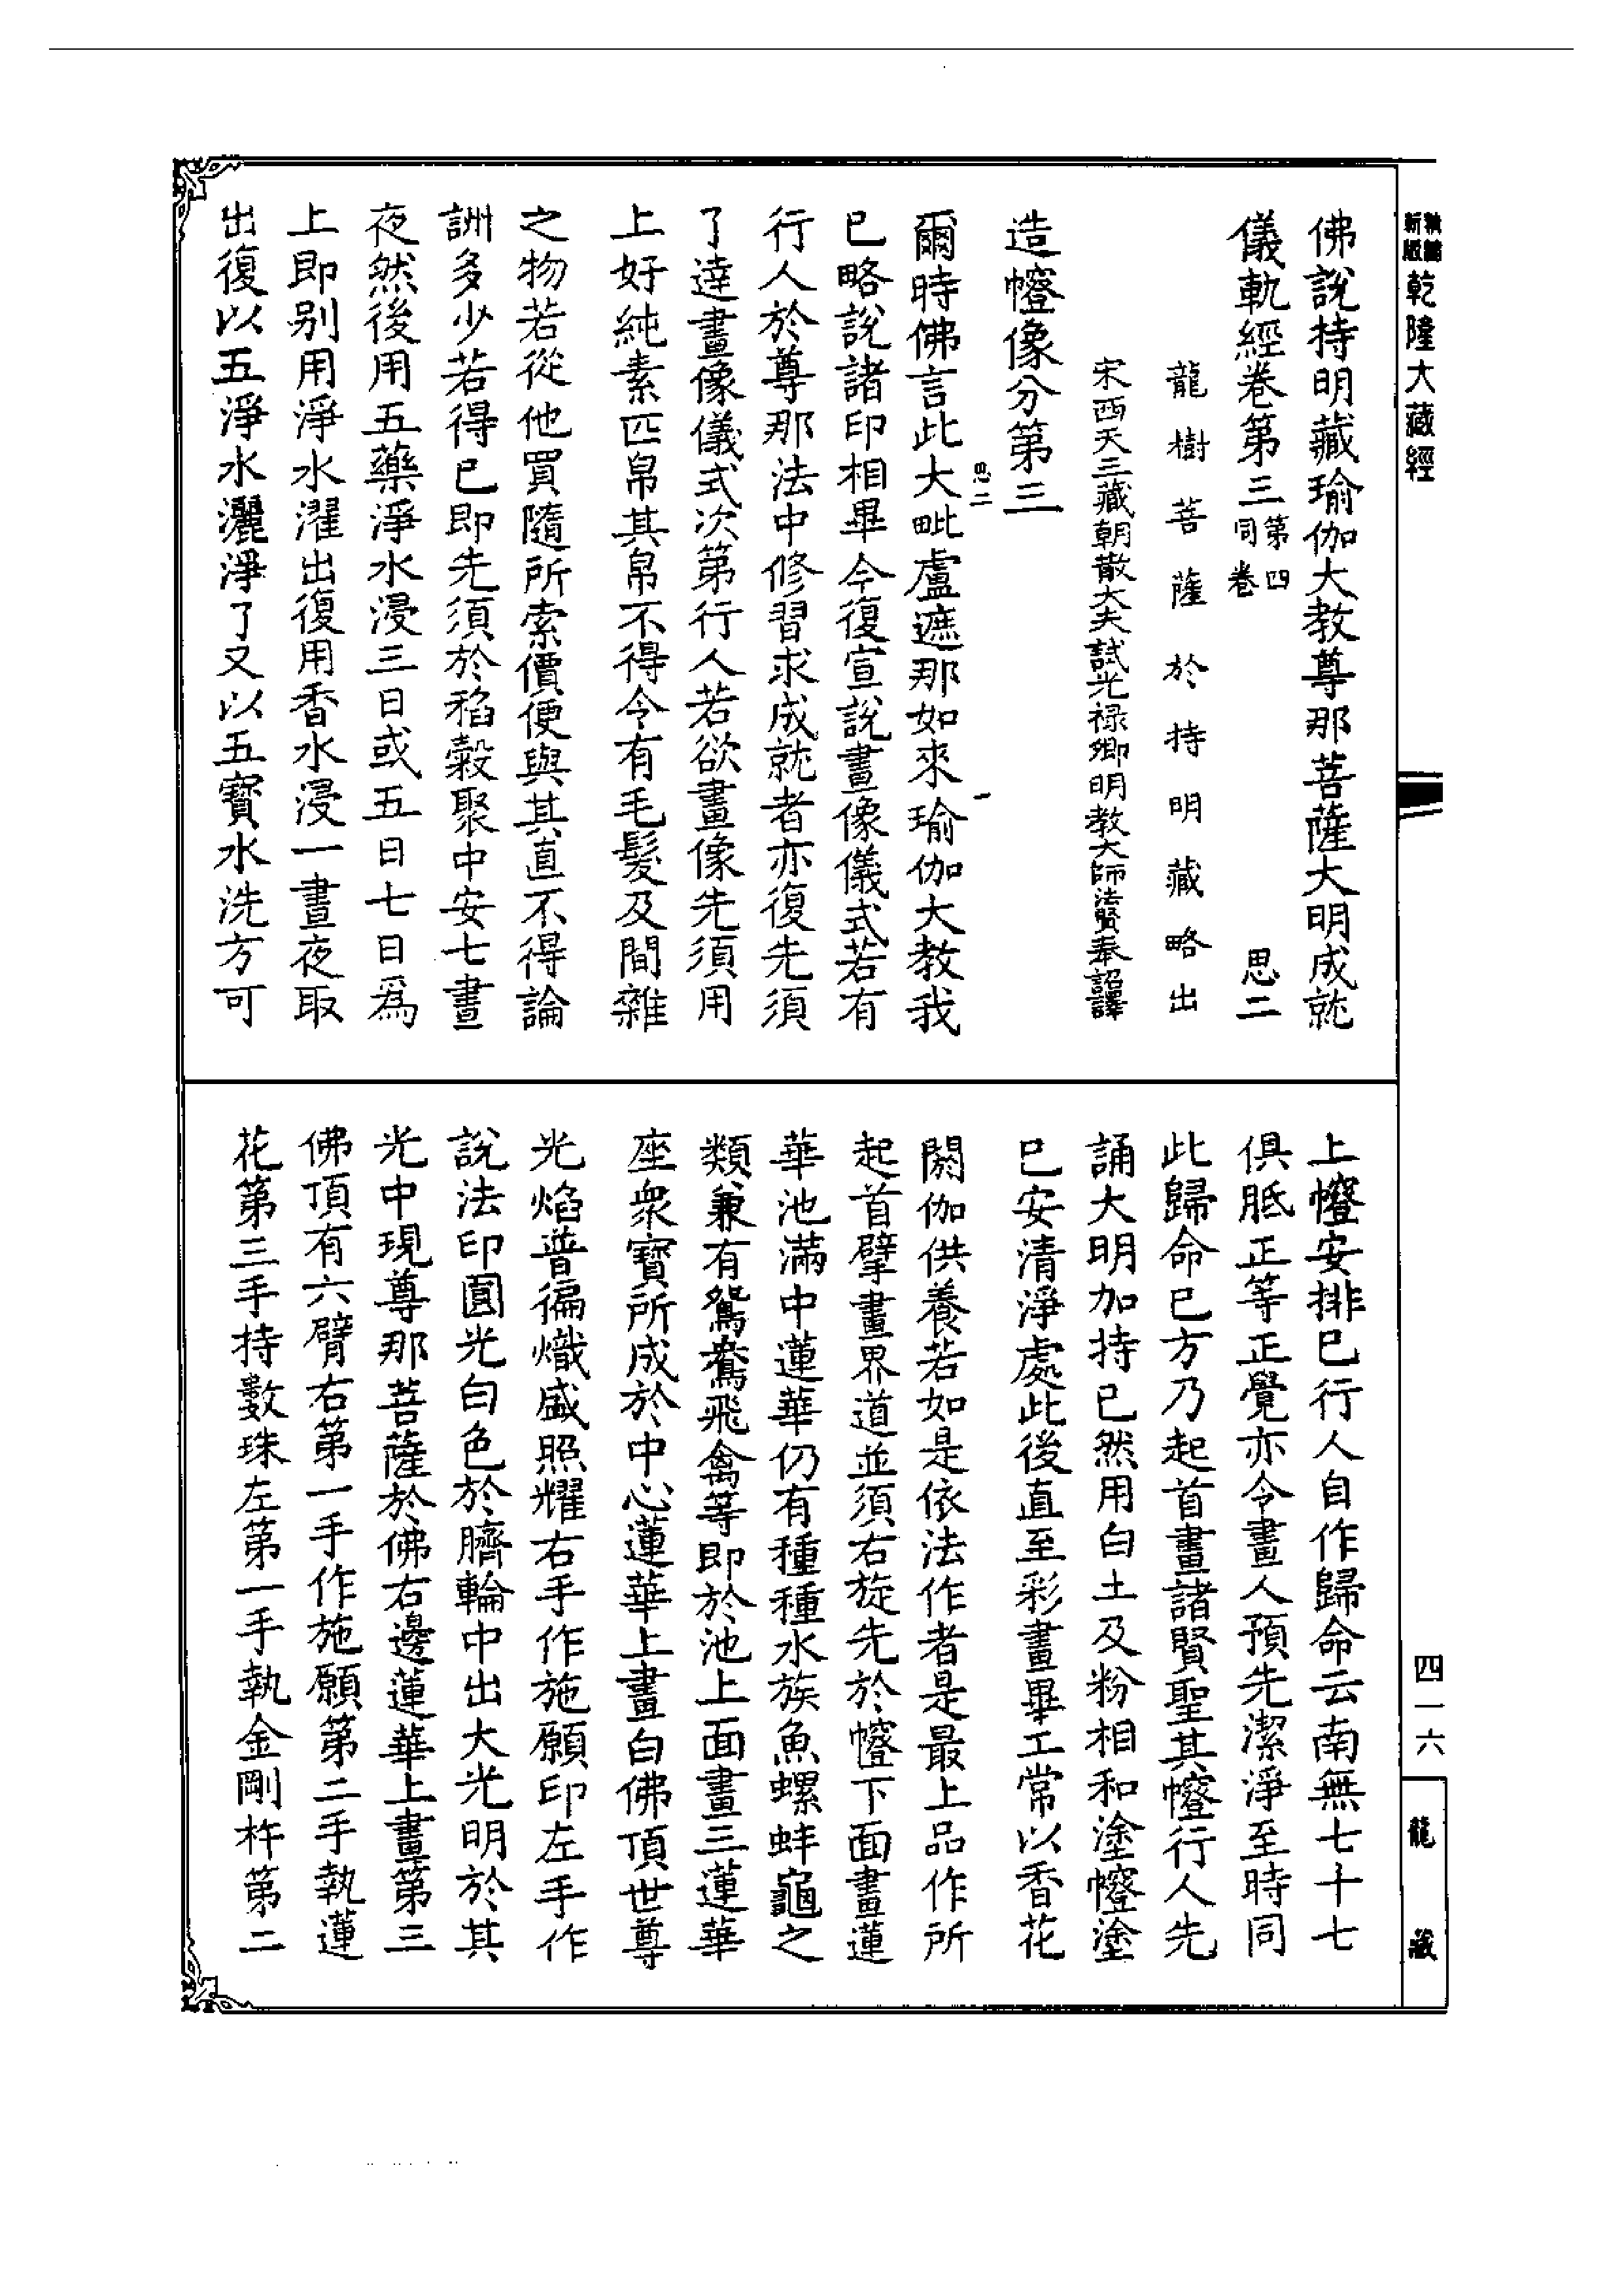 精編
新版
乾隆大藏經
佛說持明藏瑜伽大教尊那菩薩大明成就
儀軌經卷第三 第四同卷 思二
龍樹菩薩於持明藏略出
宋西天三藏朝散大夫試光祿卿明教大師法賢奉詔譯
造㡧像分第三
思二 一
爾時佛言此大毗盧遮那如來瑜伽大教我
已略說諸印相畢今復宣說畫像儀式若有
行人於尊那法中修習求成就者亦復先須
了達畫像儀式次第行人若欲畫像先須用
上好純素匹帛其帛不得令有毛髮及間雜
之物若從他買隨所索價便與其直不得論
詶多少若得已即先須於稻穀聚中安七晝
夜然後用五藥淨水浸三日或五日七日為
上即别用淨水濯出復用香水浸一晝夜取
出復以五淨水灑淨了又以五寶水洗方可
上㡧安排已行人自作歸命云南無七十七
俱胝正等正覺亦令畫人預先潔淨至時同
此歸命已方乃起首畫諸賢聖其㡧行人先
誦大明加持已然用白土及粉相和塗㡧塗
已安清淨處此後直至彩畫畢工常以香花
閼伽供養若如是依法作者是最上品作所
起首擘畫界道並須右旋先於㡧下面畫蓮
華池滿中蓮華仍有種種水族魚螺蚌龜之
類兼有鴛鴦飛禽等即於池上面畫三蓮華
座衆寶所成於中心蓮華上畫白佛頂世尊
光焰普徧熾盛照耀右手作施願印左手作
說法印圓光白色於臍輪中出大光明於其
光中現尊那菩薩於佛右邊蓮華上畫第三
佛頂有六臂右第一手作施願第二手執蓮
花第三手持數珠左第一手執金剛杵第二
四一六
龍藏